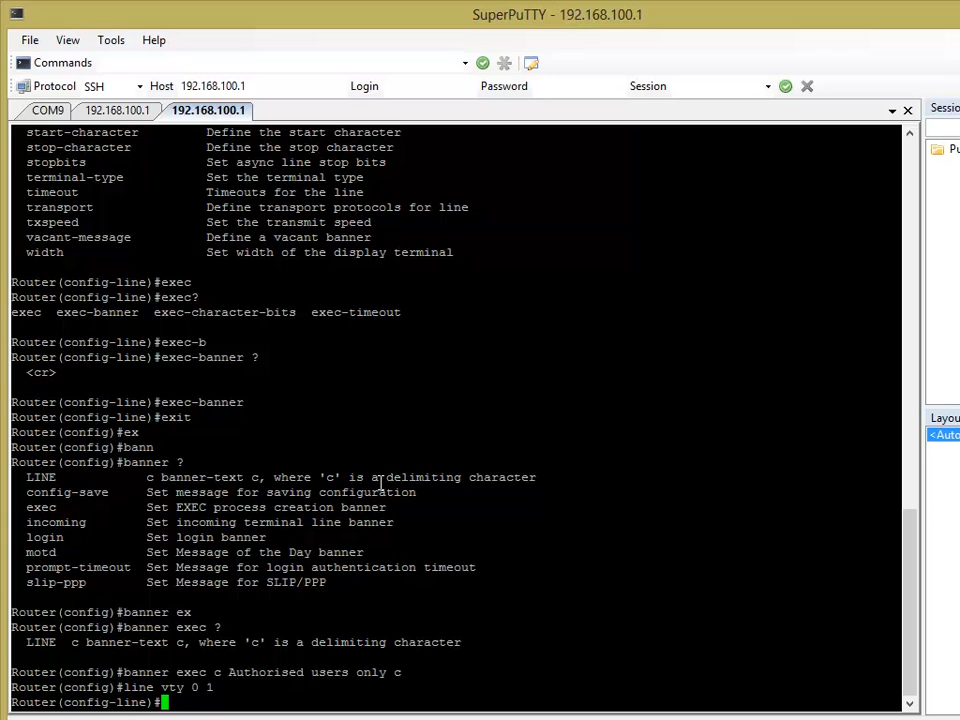 SuperPuTTY - 192.168.100.1
File View Tools Help
Commands
Protocol SSH Host 192.168.100.1 Login Password Session
COM9 192.168.100.1 192.168.100.1
start-character Define the start character
stop-character Define the stop character
stopbits Set async line stop bits
terminal-type Set the terminal type
timeout Timeouts for the line
transport Define transport protocols for line
txspeed Set the transmit speed
vacant-message Define a vacant banner
width Set width of the display terminal
Router(config-line)#exec
Router(config-line)#exec?
exec exec-banner exec-character-bits exec-timeout
Router(config-line)#exec-b
Router(config-line)#exec-banner ?
<cr>
Router(config-line)#exec-banner
Router(config-line)#exit
Router(config)#ex
Router(config)#bann
Router(config)#banner ?
LINE c banner-text c, where 'c' is a delimiting character
config-save Set message for saving configuration
exec Set EXEC process creation banner
incoming Set incoming terminal line banner
login Set login banner
motd Set Message of the Day banner
prompt-timeout Set Message for login authentication timeout
slip-ppp Set Message for SLIP/PPP
Router(config)#banner ex
Router(config)#banner exec ?
LINE c banner-text c, where 'c' is a delimiting character
Router(config)#banner exec c Authorised users only c
Router(config)#line vty 0 1
Router(config-line)#
Sessio
Pu
Layou
<Auto